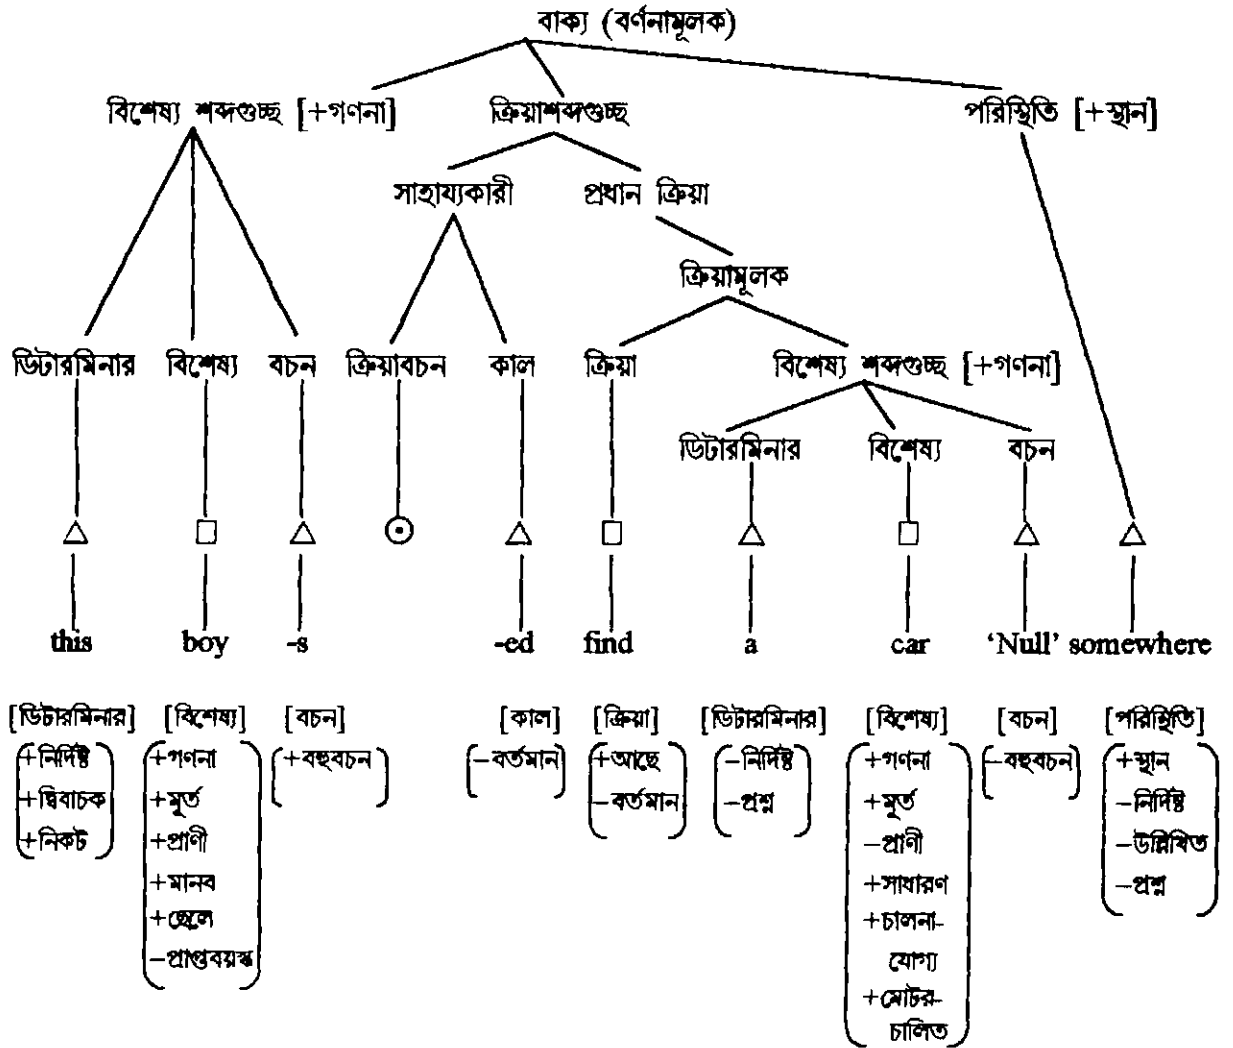 বাক্য (বর্ণনামূলক)
বিশেষ্য শব্দগুচ্ছ [+গণনা] ক্রিয়াশব্দগুচ্ছ পরিস্থিতি [+স্থান]
সাহায্যকারী প্রধান ক্রিয়া
ক্রিয়ামূলক
ডিটারমিনার বিশেষ্য বচন ক্রিয়াবচন কাল ক্রিয়া বিশেষ্য শব্দগুচ্ছ [+গণনা]
ডিটারমিনার বিশেষ্য বচন
this boy -s -ed find a car ‘Null’ somewhere
[ডিটারমিনার] [বিশেষ্য] [বচন] [কাল] [ক্রিয়া] [ডিটারমিনার] [বিশেষ্য] [বচন] [পরিস্থিতি]
+নির্দিষ্ট +গণনা +বহুবচন −বর্তমান +আছে −নির্দিষ্ট +গণনা −বহুবচন +স্থান
+দ্বিবাচক +মূর্ত −বর্তমান −প্রশ্ন +মূর্ত −নির্দিষ্ট
+নিকট +প্রাণী −প্রাণী −উল্লিখিত
+মানব +সাধারণ −প্রশ্ন
+ছেলে +চালনা-
−প্রাপ্তবয়স্ক যোগ্য
+মোটর-
চালিত